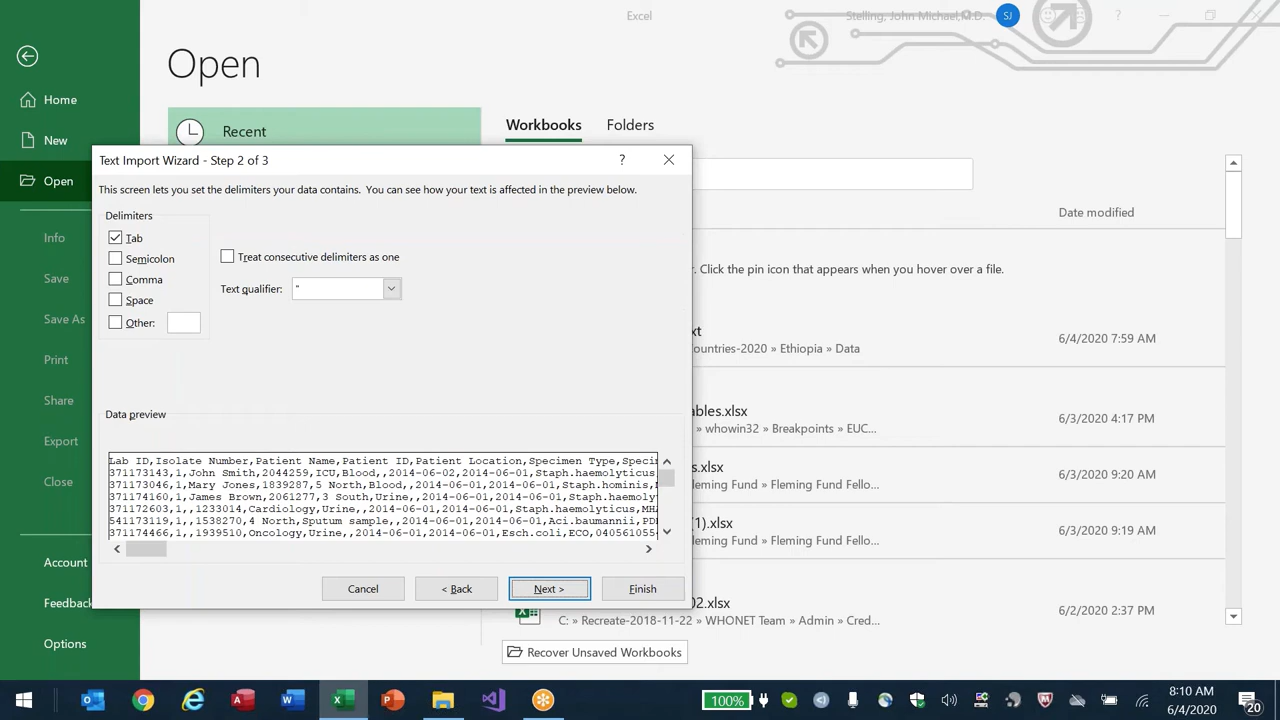 Excel
Stelling, John Michael,M.D.
SJ
?
Open
Home
New
Open
Info
Save
Save As
Print
Share
Export
Close
Account
Feedback
Options
Recent
Workbooks
Folders
Date modified
. Click the pin icon that appears when you hover over a file.
xt
ountries-2020 » Ethiopia » Data
6/4/2020 7:59 AM
ables.xlsx
» whowin32 » Breakpoints » EUC...
6/3/2020 4:17 PM
s.xlsx
Fleming Fund » Fleming Fund Fello...
6/3/2020 9:20 AM
(1).xlsx
Fleming Fund » Fleming Fund Fello...
6/3/2020 9:19 AM
02.xlsx
C: » Recreate-2018-11-22 » WHONET Team » Admin » Cred...
6/2/2020 2:37 PM
Recover Unsaved Workbooks
Text Import Wizard - Step 2 of 3
?
This screen lets you set the delimiters your data contains. You can see how your text is affected in the preview below.
Delimiters
Tab
Semicolon
Comma
Space
Other:
Treat consecutive delimiters as one
Text qualifier: "
Data preview
Lab ID,Isolate Number,Patient Name,Patient ID,Patient Location,Specimen Type,Speci
371173143,1,John Smith,2044259,ICU,Blood,,2014-06-02,2014-06-01,Staph.haemolyticus
371173046,1,Mary Jones,1839287,5 North,Blood,,2014-06-01,2014-06-01,Staph.hominis,
371174160,1,James Brown,2061277,3 South,Urine,,2014-06-01,2014-06-01,Staph.haemoly
371172603,1,,1233014,Cardiology,Urine,,2014-06-01,2014-06-01,Staph.haemolyticus,MHA
541173119,1,,1538270,4 North,Sputum sample,,2014-06-01,2014-06-01,Aci.baumannii,PDR
371174466,1,,1939510,Oncology,Urine,,2014-06-01,2014-06-01,Esch.coli,ECO,040561055
Cancel
< Back
Next >
Finish
100%
8:10 AM
6/4/2020
20